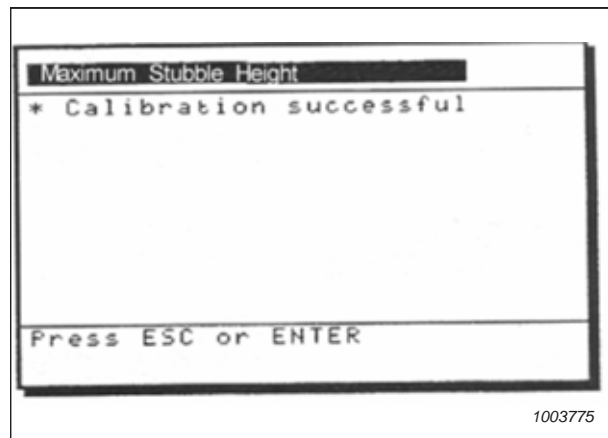 Maximum Stubble Height
* Calibration successful
Press ESC or ENTER
1003775